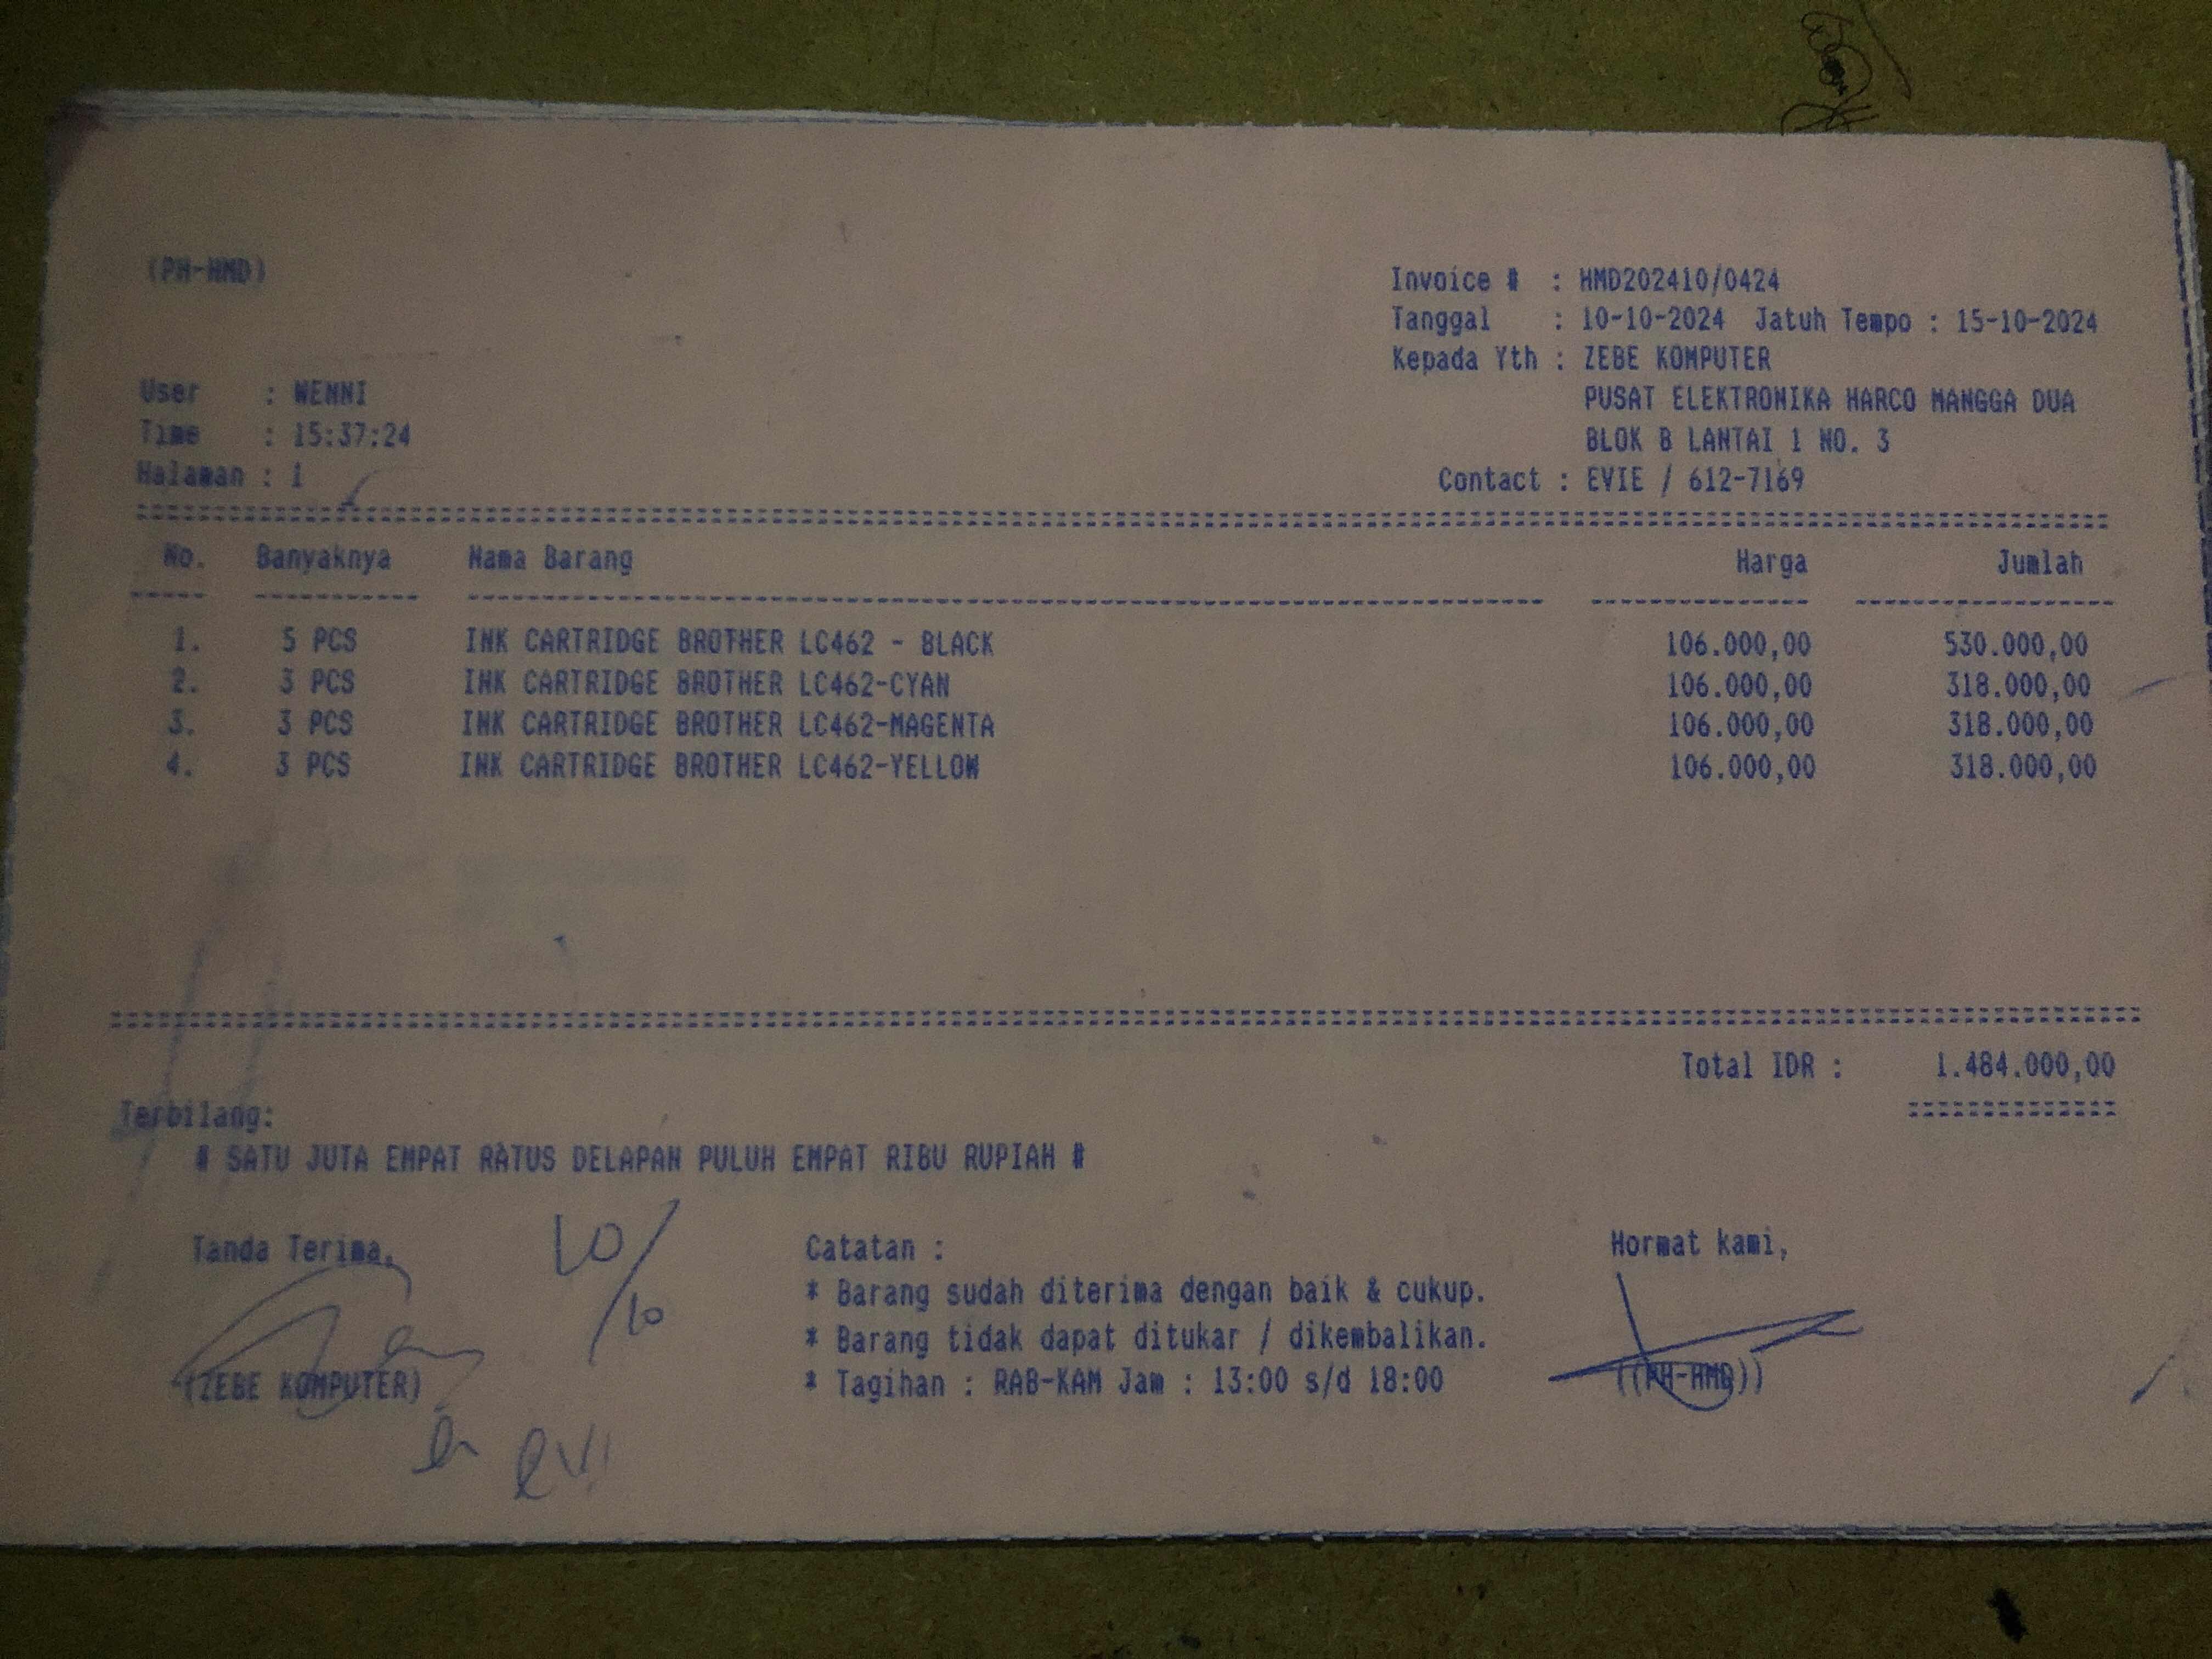 (PH-HMD)
Invoice # : HMD202410/0424
Tanggal : 10-10-2024 Jatuh Tempo : 15-10-2024
Kepada Yth : ZEBE KOMPUTER
User : WENNI
PUSAT ELEKTRONIKA HARCO MANGGA DUA
Time : 15:37:24
BLOK B LANTAI 1 NO. 3
Halaman : 1
Contact : EVIE / 612-7169
No. Banyaknya Nama Barang Harga Jumlah
1. 5 PCS INK CARTRIDGE BROTHER LC462 - BLACK 106.000,00 530.000,00
2. 3 PCS INK CARTRIDGE BROTHER LC462-CYAN 106.000,00 318.000,00
3. 3 PCS INK CARTRIDGE BROTHER LC462-MAGENTA 106.000,00 318.000,00
4. 3 PCS INK CARTRIDGE BROTHER LC462-YELLOW 106.000,00 318.000,00
Total IDR : 1.484.000,00
Terbilang:
# SATU JUTA EMPAT RATUS DELAPAN PULUH EMPAT RIBU RUPIAH #
Tanda Terima, 10/10 Catatan : Hormat kami,
* Barang sudah diterima dengan baik & cukup.
* Barang tidak dapat ditukar / dikembalikan.
(ZEBE KOMPUTER) * Tagihan : RAB-KAM Jam : 13:00 s/d 18:00 ((PH-HMD))